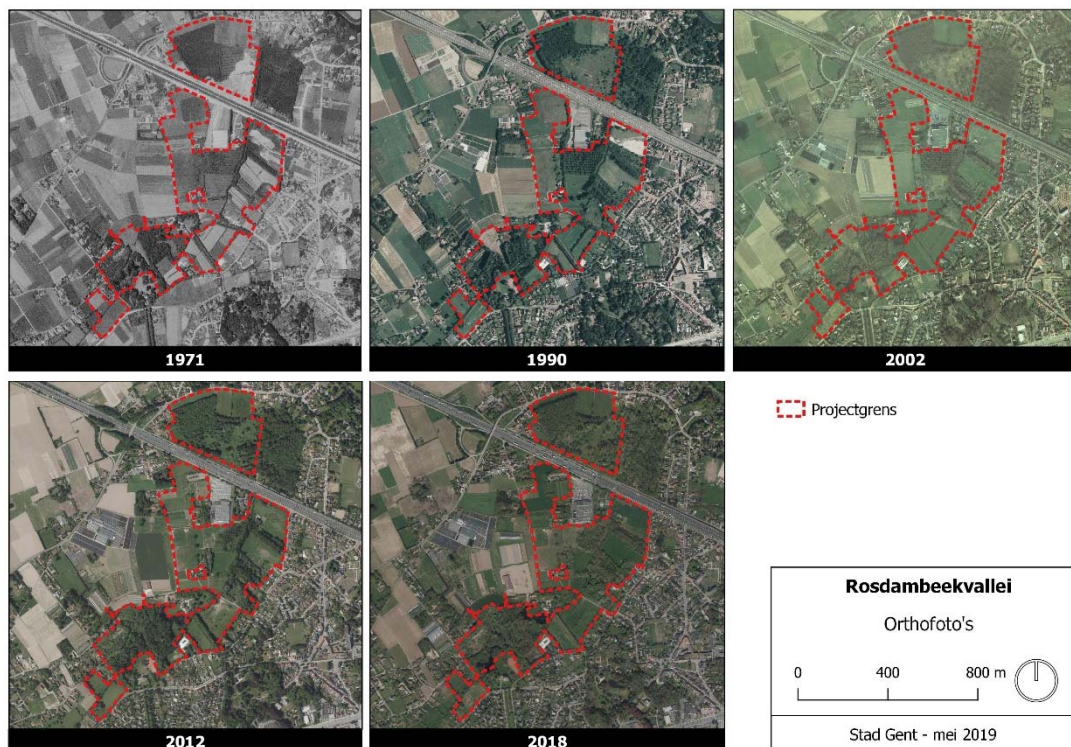 1971
1990
2002
Projectgrens
2012
2018
Rosdambeekvallei
Orthofoto's
0 400 800 m
Stad Gent - mei 2019